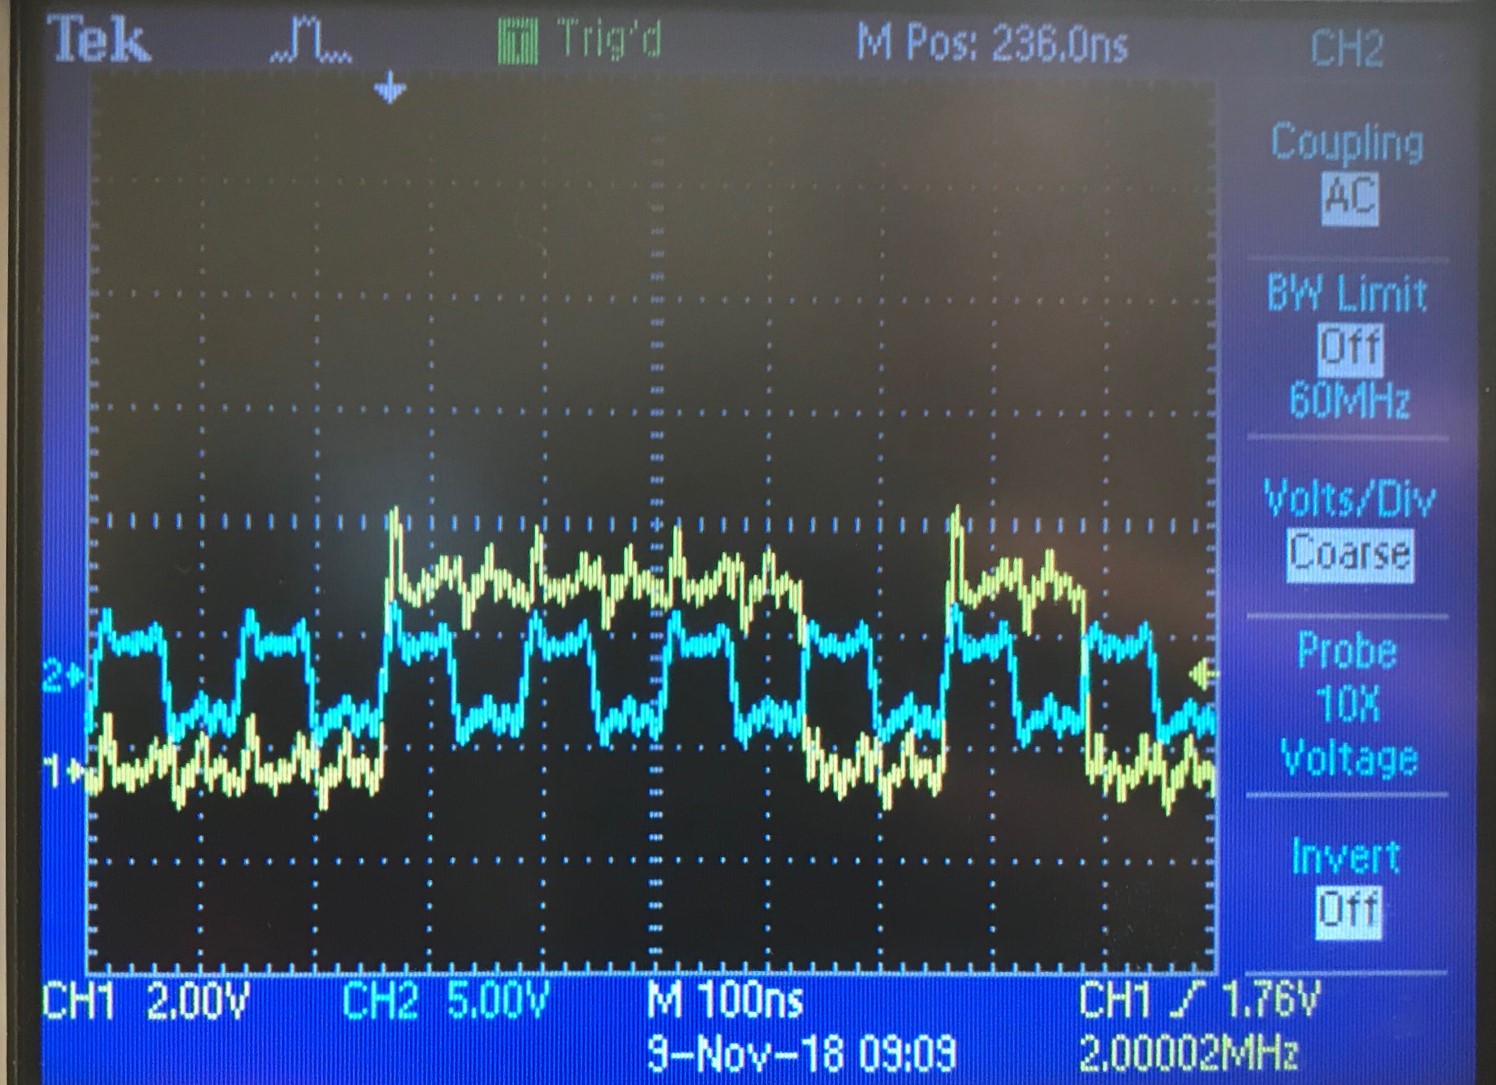 Tek T Trig'd M Pos: 236.0ns CH2
Coupling
AC
BW Limit
Off
60MHz
Volts/Div
Coarse
2
Probe
10X
Voltage
1
Invert
Off
CH1 2.00V CH2 5.00V M 100ns CH1 / 1.76V
9-Nov-18 09:09 2.00002MHz